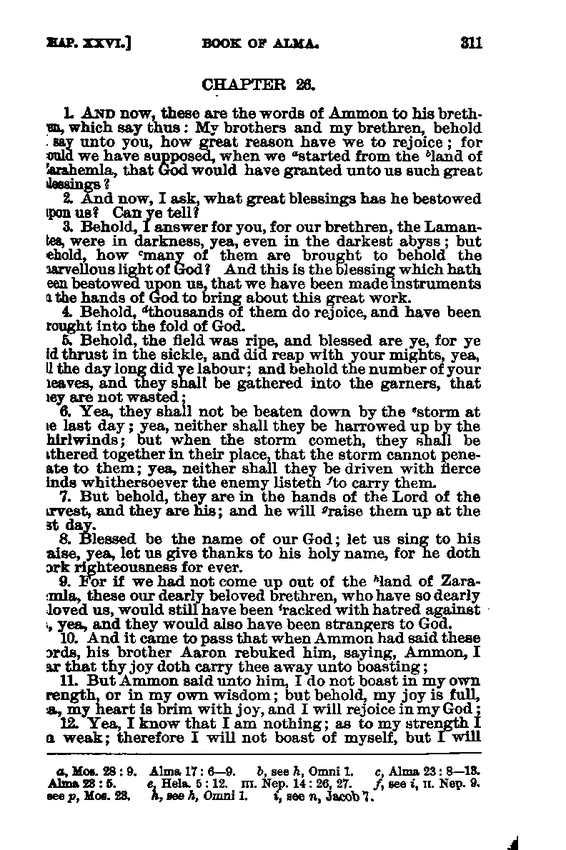 HAP. XXVI.] BOOK OF ALMA. 311
CHAPTER 26.
1. AND now, these are the words of Ammon to his breth-
en, which say thus: My brothers and my brethren, behold
say unto you, how great reason have we to rejoice; for
ould we have supposed, when we ᵃstarted from the ᵇland of
arahemla, that God would have granted unto us such great
lessings?
2. And now, I ask, what great blessings has he bestowed
upon us? Can ye tell?
3. Behold, I answer for you, for our brethren, the Laman-
tes, were in darkness, yea, even in the darkest abyss; but
ehold, how ᶜmany of them are brought to behold the
narvellous light of God? And this is the blessing which hath
een bestowed upon us, that we have been made instruments
n the hands of God to bring about this great work.
4. Behold, ᵈthousands of them do rejoice, and have been
rought into the fold of God.
5. Behold, the field was ripe, and blessed are ye, for ye
id thrust in the sickle, and did reap with your mights, yea,
ll the day long did ye labour; and behold the number of your
heaves, and they shall be gathered into the garners, that
hey are not wasted;
6. Yea, they shall not be beaten down by the ᵉstorm at
he last day; yea, neither shall they be harrowed up by the
hirlwinds; but when the storm cometh, they shall be
athered together in their place, that the storm cannot pene-
ate to them; yea, neither shall they be driven with fierce
inds whithersoever the enemy listeth ᶠto carry them.
7. But behold, they are in the hands of the Lord of the
arvest, and they are his; and he will ᵍraise them up at the
st day.
8. Blessed be the name of our God; let us sing to his
raise, yea, let us give thanks to his holy name, for he doth
ork righteousness for ever.
9. For if we had not come up out of the ʰland of Zara-
emla, these our dearly beloved brethren, who have so dearly
eloved us, would still have been ⁱracked with hatred against
, yea, and they would also have been strangers to God.
10. And it came to pass that when Ammon had said these
ords, his brother Aaron rebuked him, saying, Ammon, I
ar that thy joy doth carry thee away unto boasting;
11. But Ammon said unto him, I do not boast in my own
rength, or in my own wisdom; but behold, my joy is full,
a, my heart is brim with joy, and I will rejoice in my God;
12. Yea, I know that I am nothing; as to my strength I
a weak; therefore I will not boast of myself, but I will
a, Mos. 28:9. Alma 17:6—9. b, see h, Omni 1. c, Alma 23:8—13.
Alma 23:5. e, Hela. 5:12. III. Nep. 14:26, 27. f, see i, II. Nep. 9.
see p, Mos. 23. h, see h, Omni 1. i, see n, Jacob 7.